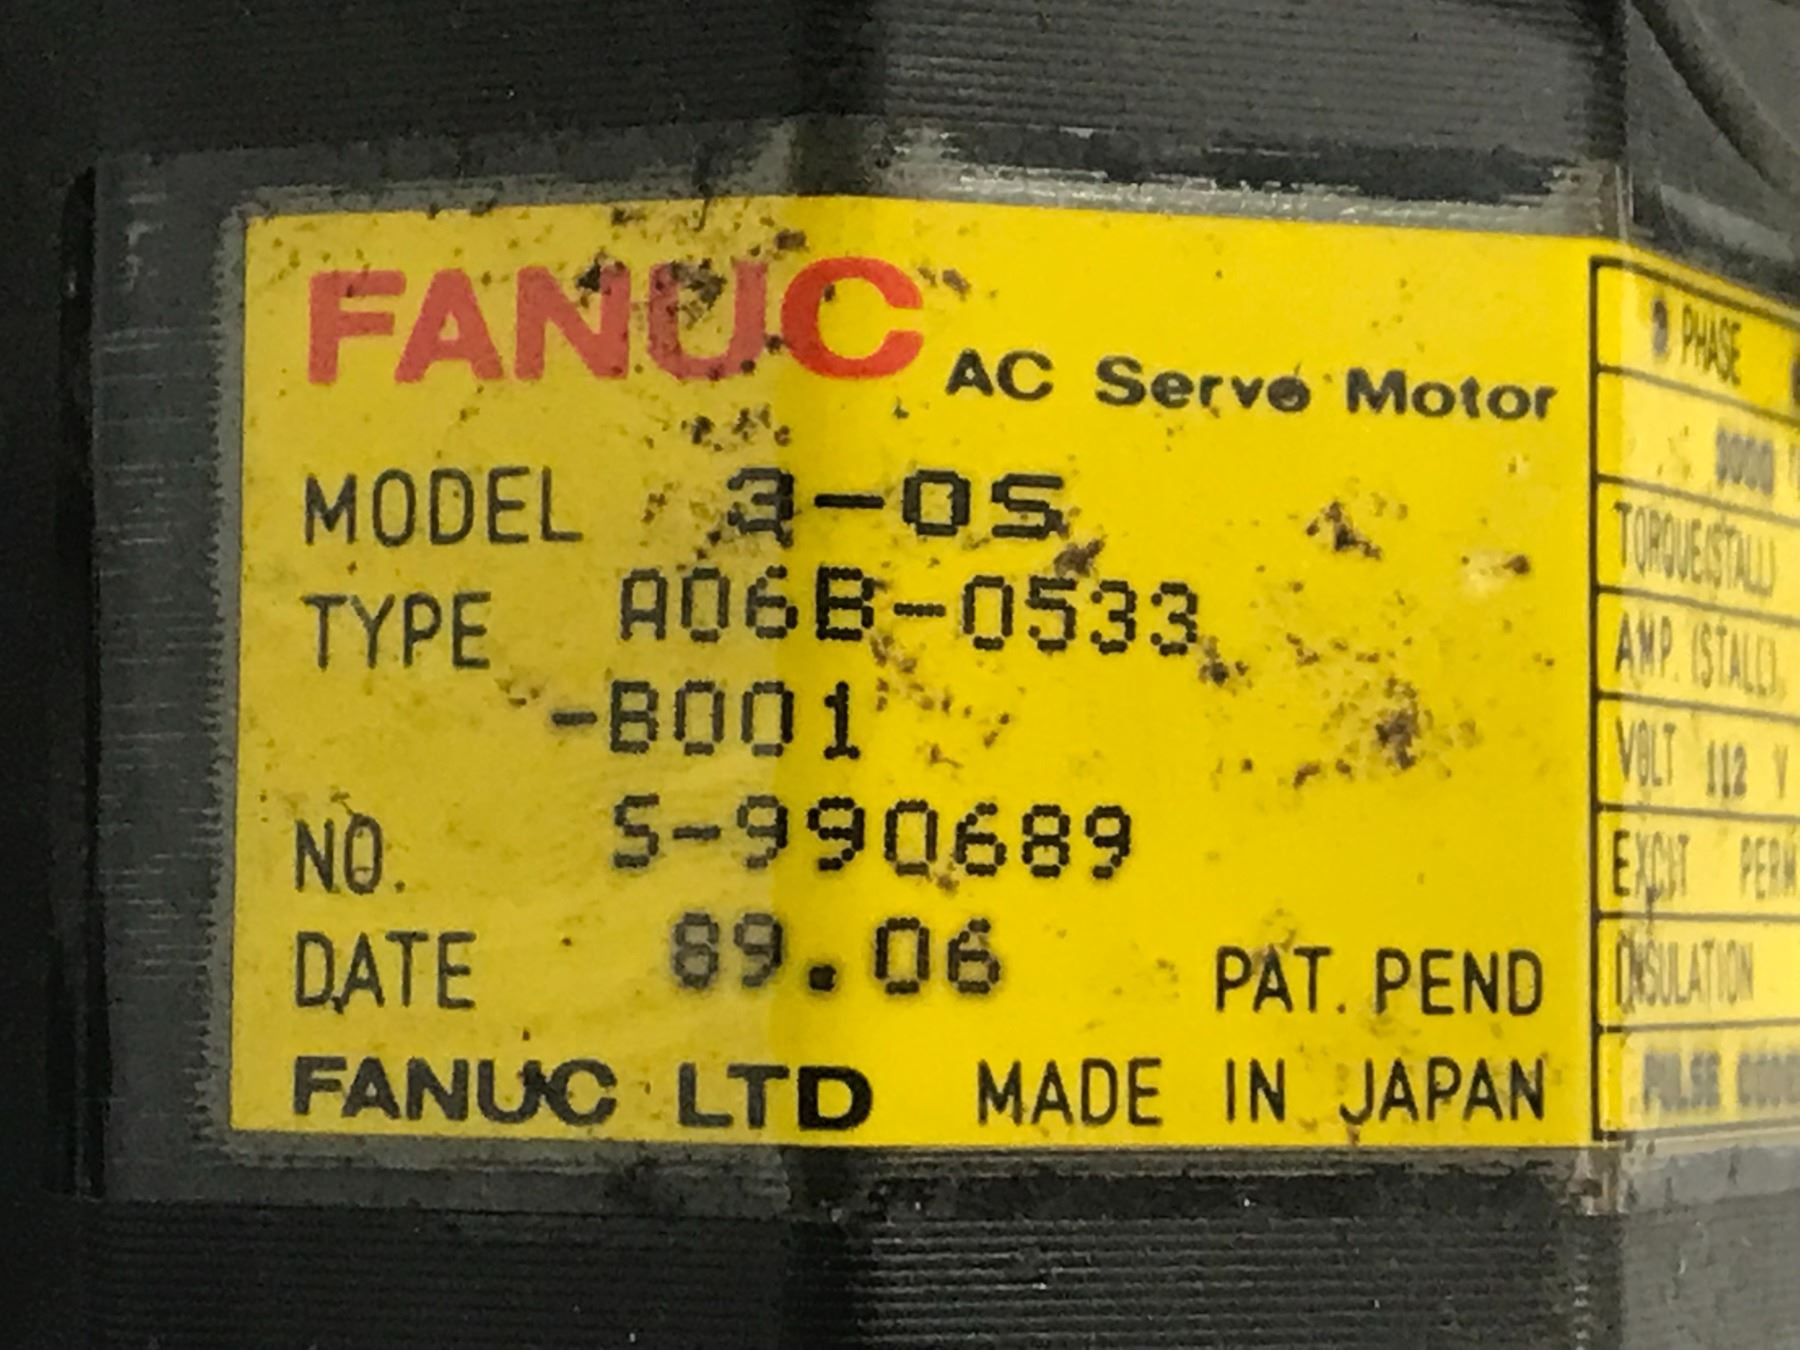 FANUC AC Servo Motor
MODEL 3-0S
TYPE A06B-0533
-B001
NO. S-990689
DATE 89.06 PAT. PEND
FANUC LTD MADE IN JAPAN
PHASE
TORQUE(STALL)
AMP. (STALL)
VOLT 112 V
EXCIT PERM
INSULATION
PULSE